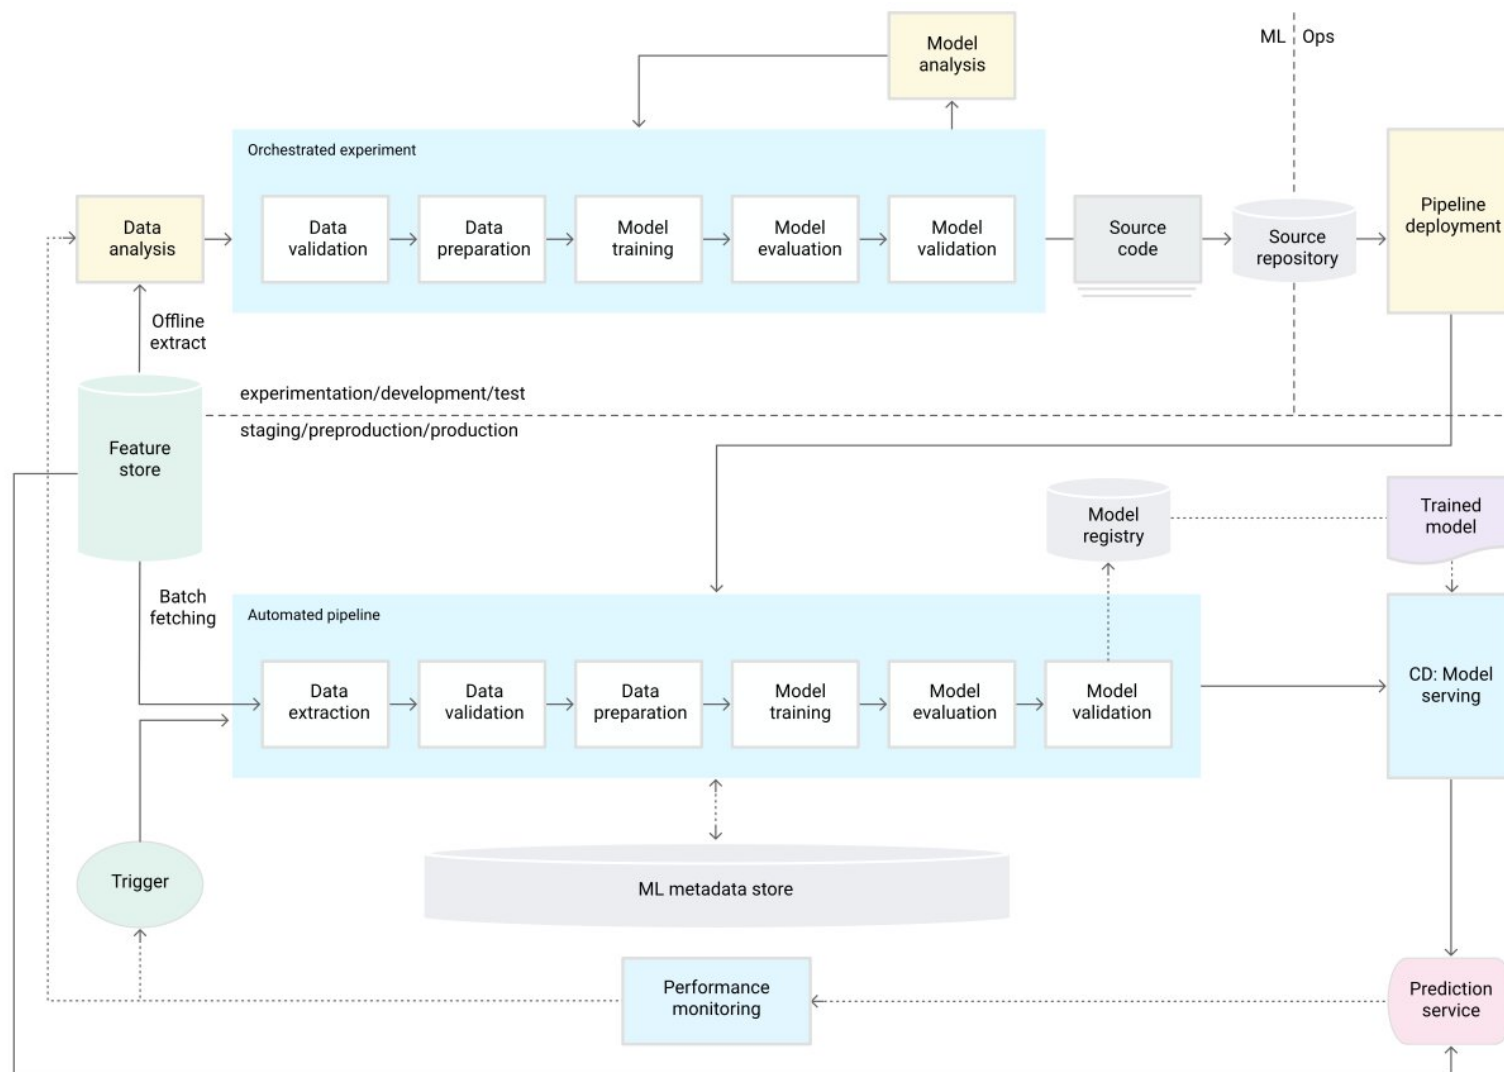 Model
analysis
ML
Ops
Orchestrated experiment
Data
analysis
Data
validation
Data
preparation
Model
training
Model
evaluation
Model
validation
Source
code
Source
repository
Pipeline
deployment
Offline
extract
experimentation/development/test
staging/preproduction/production
Feature
store
Model
registry
Trained
model
Batch
fetching
Automated pipeline
Data
extraction
Data
validation
Data
preparation
Model
training
Model
evaluation
Model
validation
CD: Model
serving
Trigger
ML metadata store
Performance
monitoring
Prediction
service